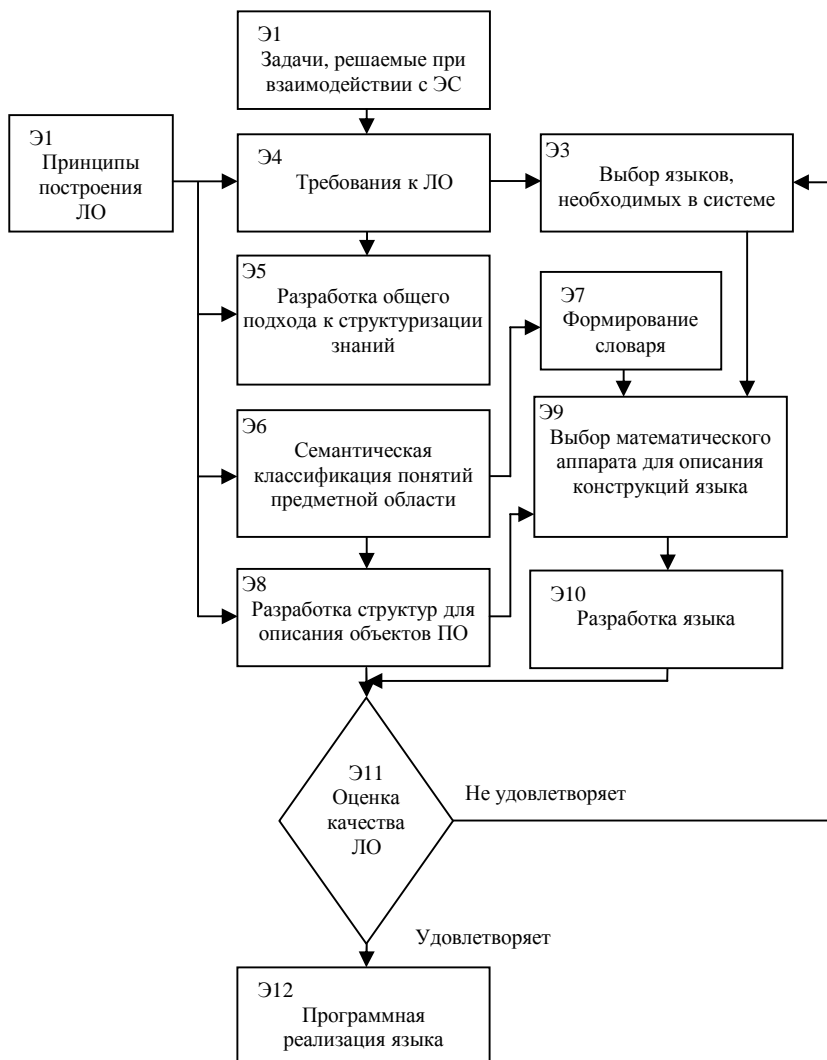 Э1
Задачи, решаемые при
взаимодействии с ЭС
Э1
Принципы
построения
ЛО
Э4
Требования к ЛО
Э3
Выбор языков,
необходимых в системе
Э5
Разработка общего
подхода к структуризации
знаний
Э7
Формирование
словаря
Э6
Семантическая
классификация понятий
предметной области
Э9
Выбор математического
аппарата для описания
конструкций языка
Э8
Разработка структур для
описания объектов ПО
Э10
Разработка языка
Э11
Оценка
качества
ЛО
Не удовлетворяет
Удовлетворяет
Э12
Программная
реализация языка